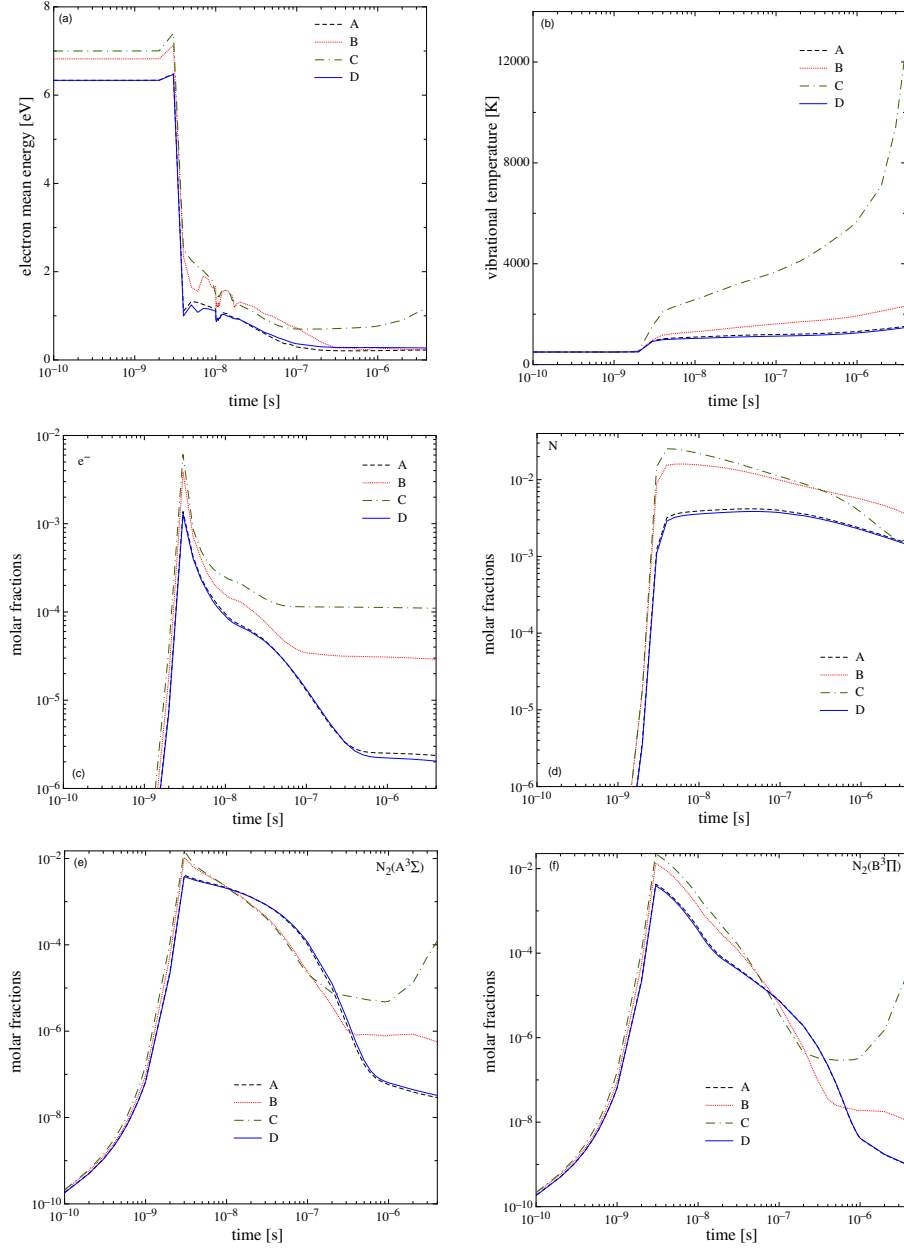 (a)
A
B
C
D
8
6
4
2
0
electron mean energy [eV]
10⁻¹⁰ 10⁻⁹ 10⁻⁸ 10⁻⁷ 10⁻⁶
time [s]
(b)
A
B
C
D
12000
8000
4000
0
vibrational temperature [K]
10⁻¹⁰ 10⁻⁹ 10⁻⁸ 10⁻⁷ 10⁻⁶
time [s]
e⁻
A
B
C
D
10⁻²
10⁻³
10⁻⁴
10⁻⁵
10⁻⁶
molar fractions
(c)
10⁻¹⁰ 10⁻⁹ 10⁻⁸ 10⁻⁷ 10⁻⁶
time [s]
N
10⁻²
10⁻³
10⁻⁴
10⁻⁵
10⁻⁶
molar fractions
A
B
C
D
(d)
10⁻¹⁰ 10⁻⁹ 10⁻⁸ 10⁻⁷ 10⁻⁶
time [s]
(e)
N₂(A³Σ)
10⁻²
10⁻⁴
10⁻⁶
10⁻⁸
10⁻¹⁰
molar fractions
A
B
C
D
10⁻¹⁰ 10⁻⁹ 10⁻⁸ 10⁻⁷ 10⁻⁶
time [s]
(f)
N₂(B³Π)
10⁻²
10⁻⁴
10⁻⁶
10⁻⁸
10⁻¹⁰
molar fractions
A
B
C
D
10⁻¹⁰ 10⁻⁹ 10⁻⁸ 10⁻⁷ 10⁻⁶
time [s]